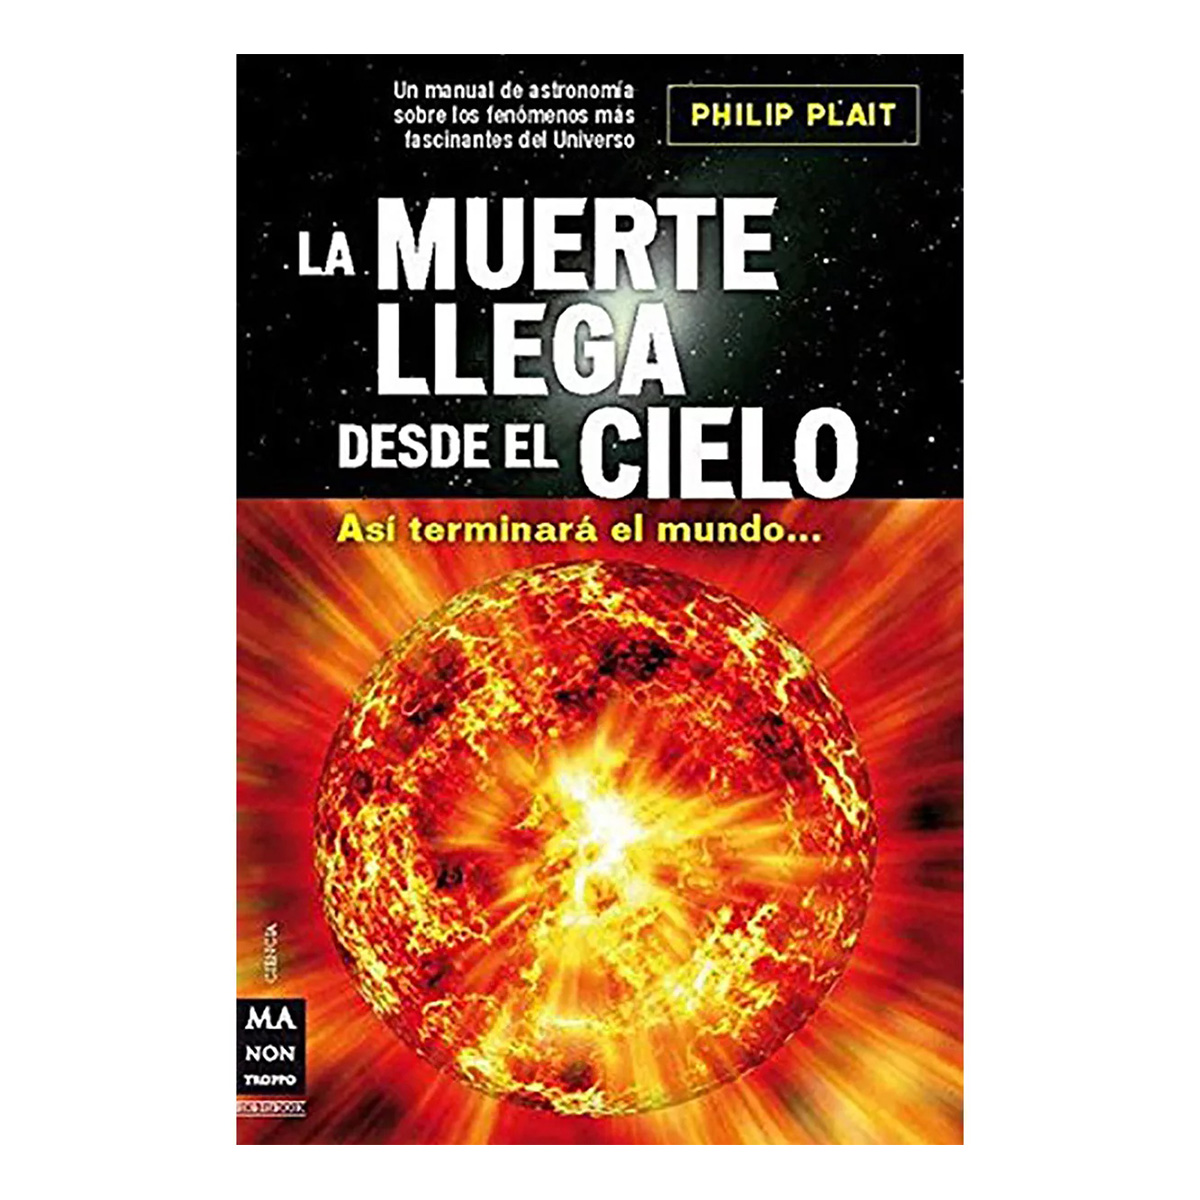 Un manual de astronomía
sobre los fenómenos más
fascinantes del Universo
PHILIP PLAIT
LA MUERTE
LLEGA
DESDE EL CIELO
Así terminará el mundo...
CIENCIA
MA
NON
TROPPO
ROBINBOOK